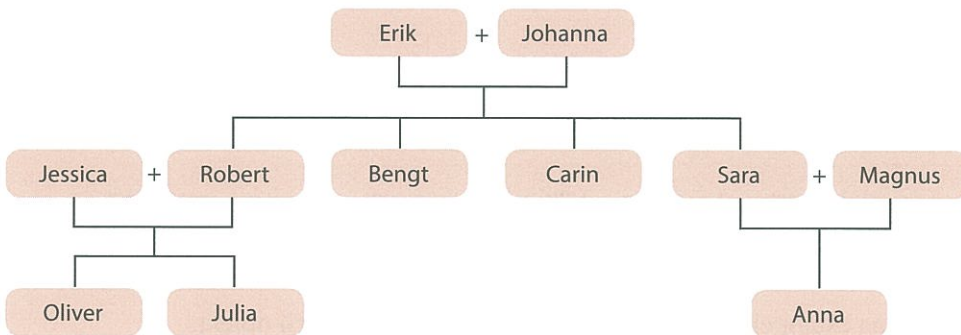 Erik + Johanna
Jessica + Robert Bengt Carin Sara + Magnus
Oliver Julia Anna